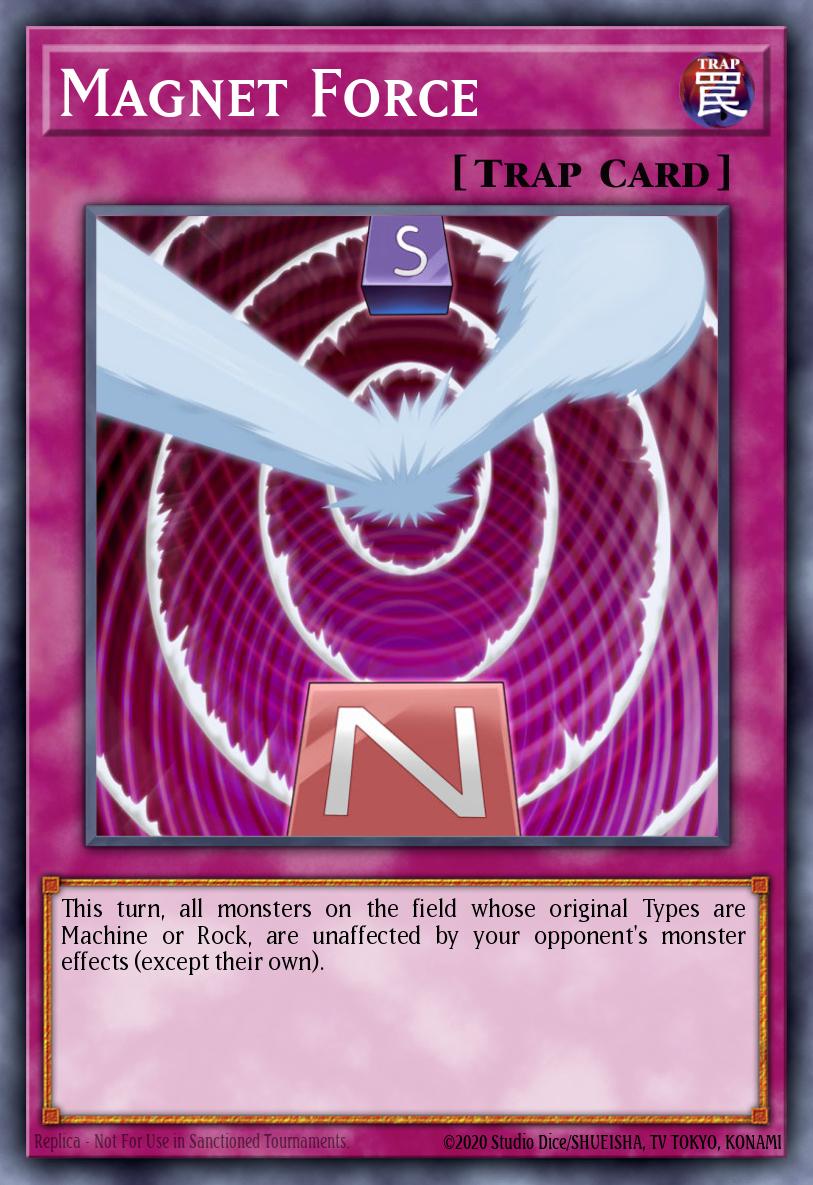 Magnet Force
TRAP
罠
[Trap Card]
S
N
This turn, all monsters on the field whose original Types are
Machine or Rock, are unaffected by your opponent's monster
effects (except their own).
Replica - Not For Use in Sanctioned Tournaments.
©2020 Studio Dice/SHUEISHA, TV TOKYO, KONAMI